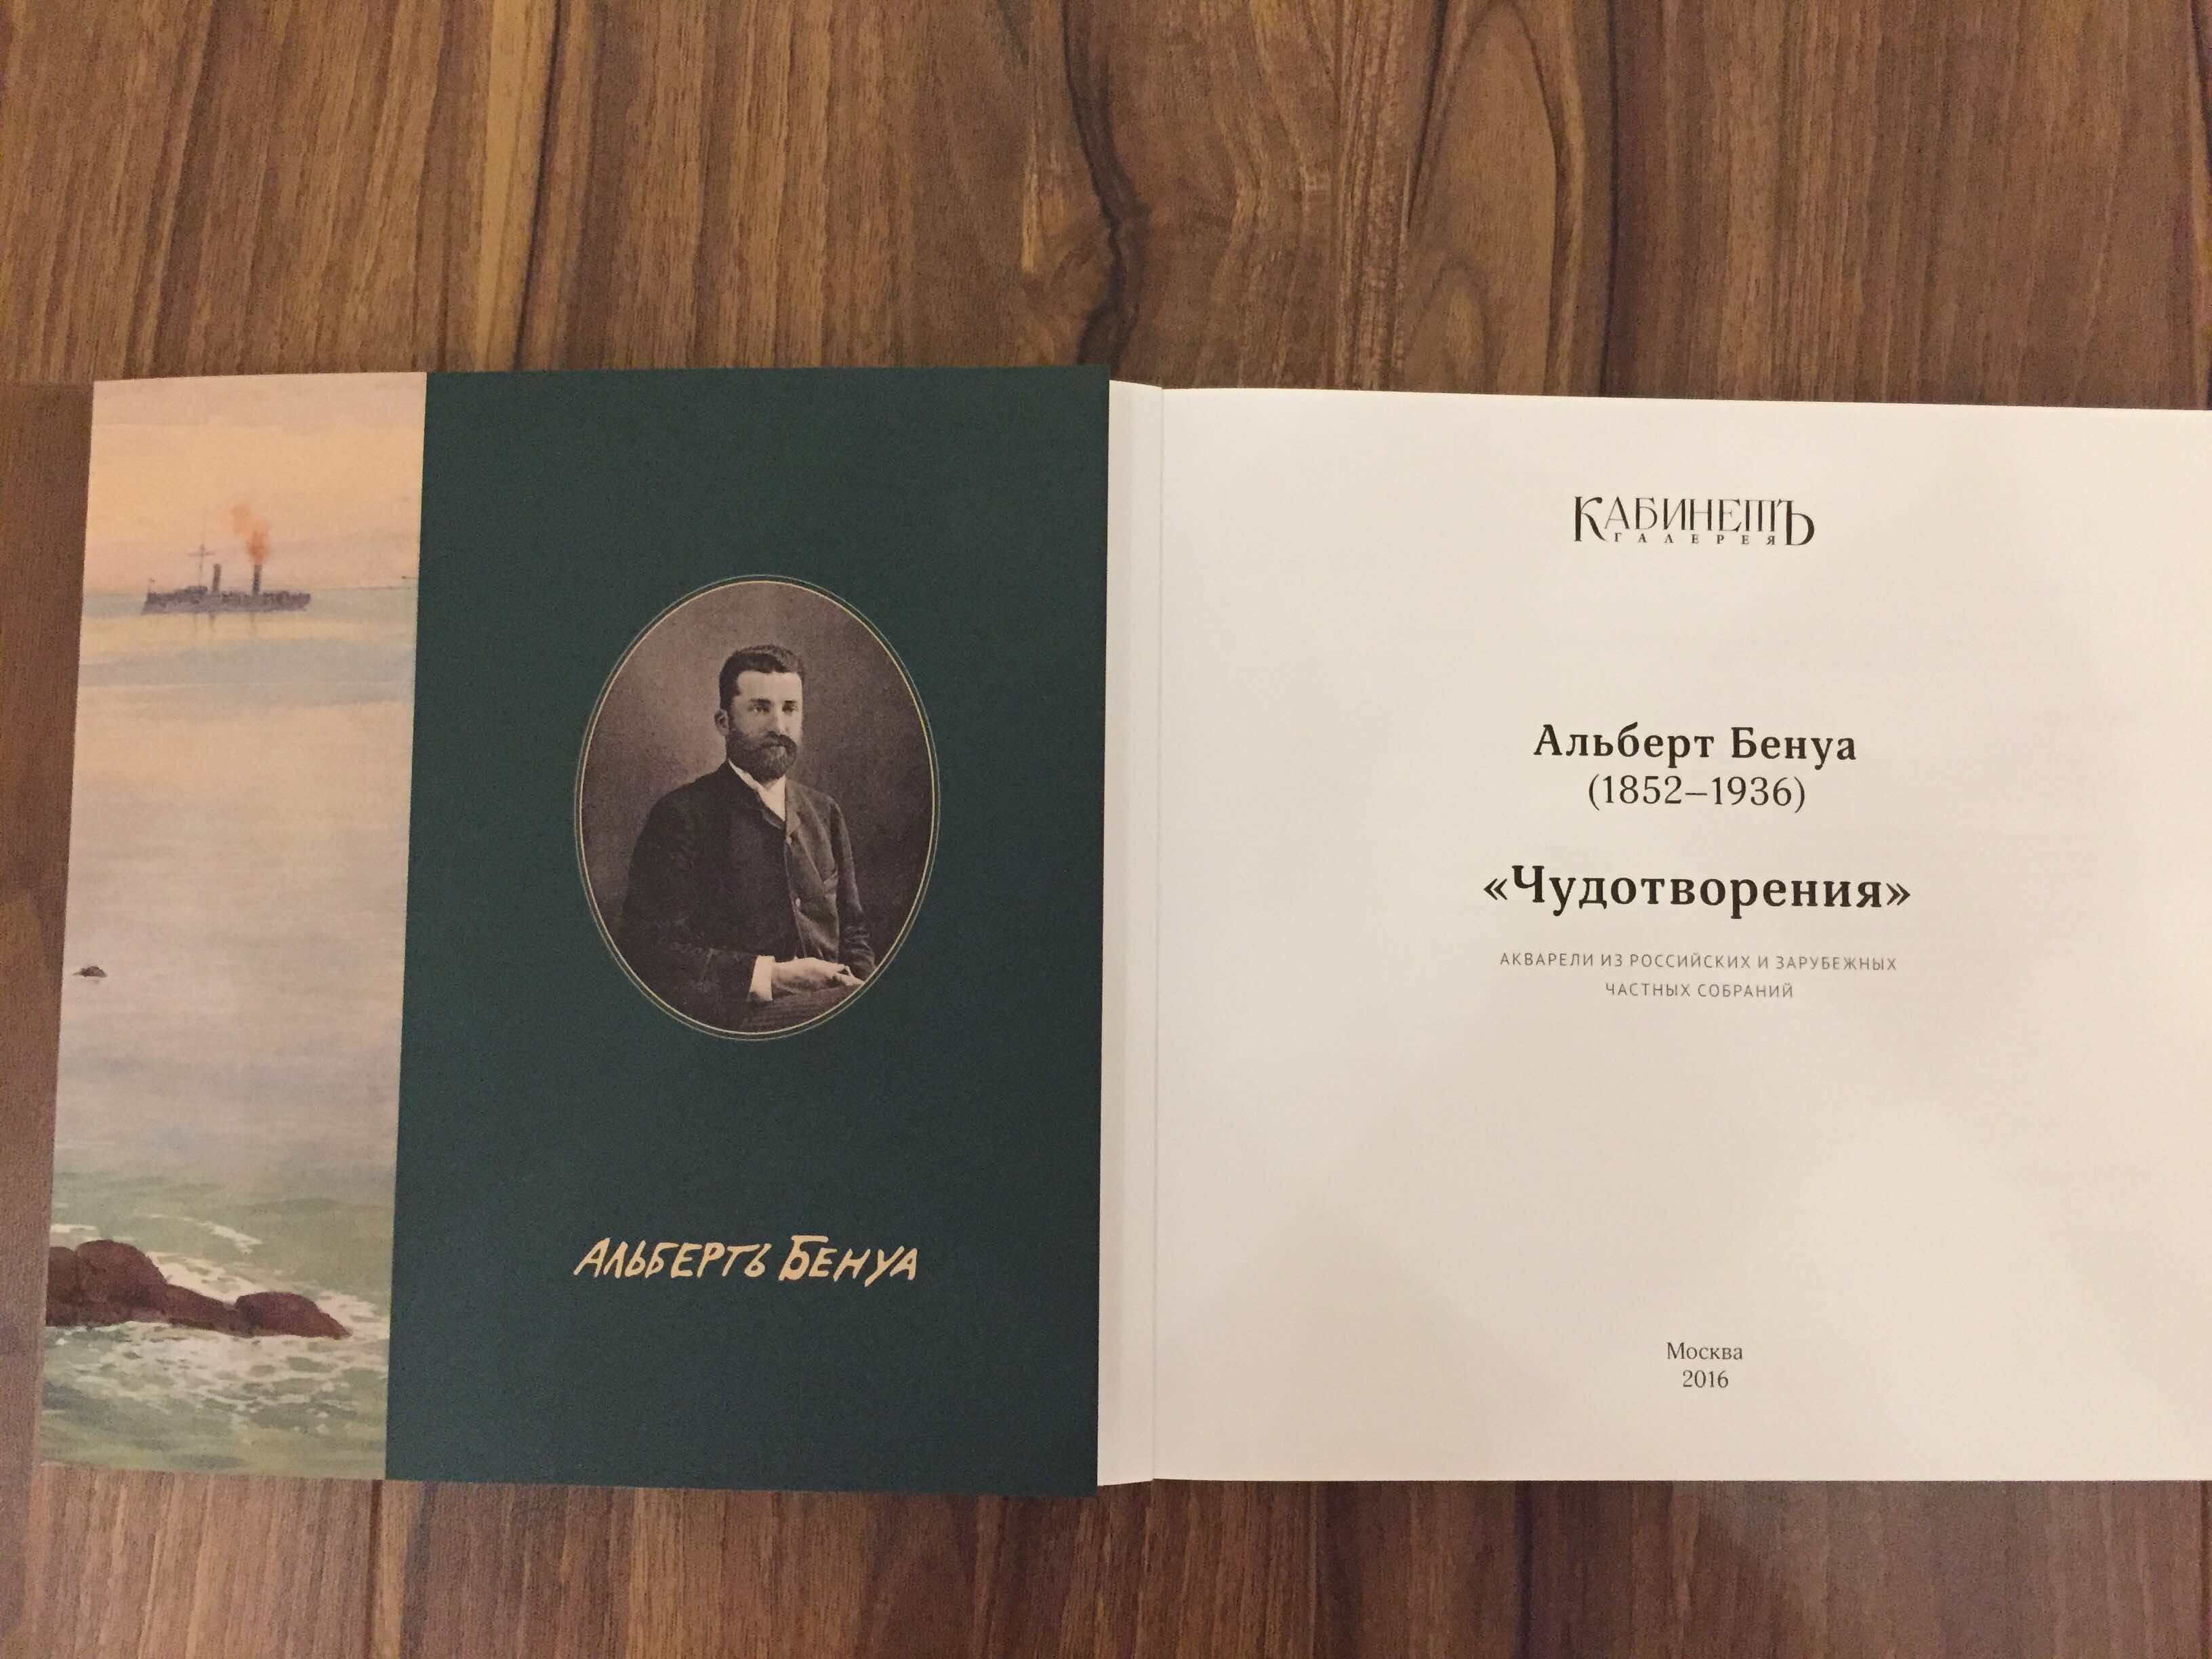 АЛЬБЕРТЪ БЕНУА
КАБИНЕТЪ
ГАЛЕРЕЯ
Альберт Бенуа
(1852–1936)
«Чудотворения»
АКВАРЕЛИ ИЗ РОССИЙСКИХ И ЗАРУБЕЖНЫХ
ЧАСТНЫХ СОБРАНИЙ
Москва
2016